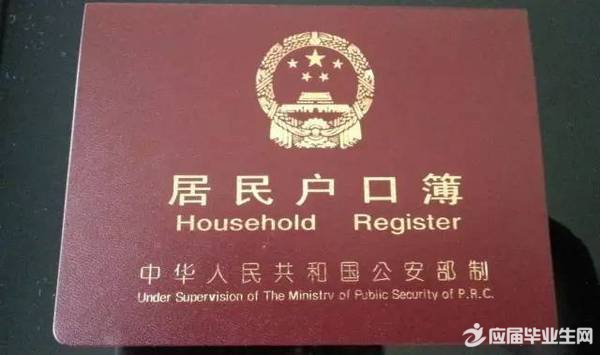 居民户口簿
Household Register
中华人民共和国公安部制
Under Supervision of The Ministry of Public Security of P.R.C.
应届毕业生网